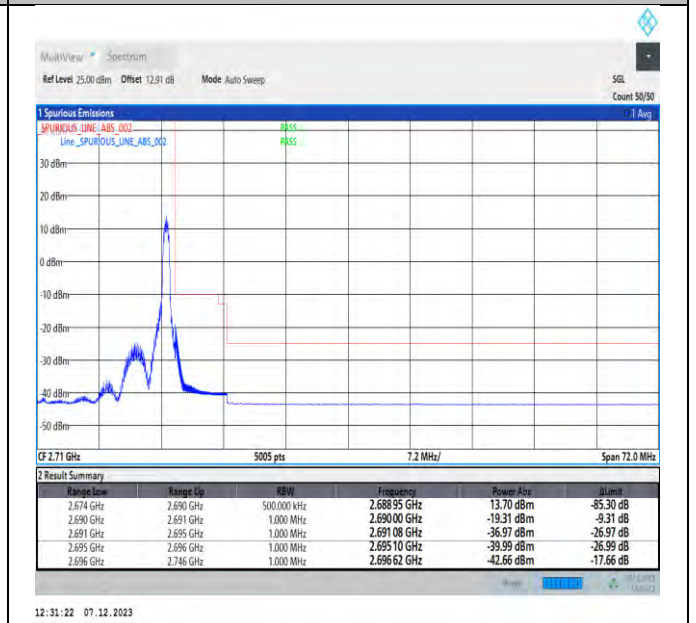 MultiView Spectrum
Ref Level 25.00 dBm Offset 12.91 dB Mode Auto Sweep SGL
Count 50/50
1 Spurious Emissions 1 Avg
_SPURIOUS_LINE_ABS_002 PASS
Line _SPURIOUS_LINE_ABS_002 PASS
30 dBm
20 dBm
10 dBm
0 dBm
-10 dBm
-20 dBm
-30 dBm
-40 dBm
-50 dBm
CF 2.71 GHz 5005 pts 7.2 MHz/ Span 72.0 MHz
2 Result Summary
Range Low Range Up RBW Frequency Power Abs ΔLimit
2.674 GHz 2.690 GHz 500.000 kHz 2.688 95 GHz 13.70 dBm -85.30 dB
2.690 GHz 2.691 GHz 1.000 MHz 2.690 00 GHz -19.31 dBm -9.31 dB
2.691 GHz 2.695 GHz 1.000 MHz 2.691 08 GHz -36.97 dBm -26.97 dB
2.695 GHz 2.696 GHz 1.000 MHz 2.695 10 GHz -39.99 dBm -26.99 dB
2.696 GHz 2.746 GHz 1.000 MHz 2.696 62 GHz -42.66 dBm -17.66 dB
12:31:22 07.12.2023